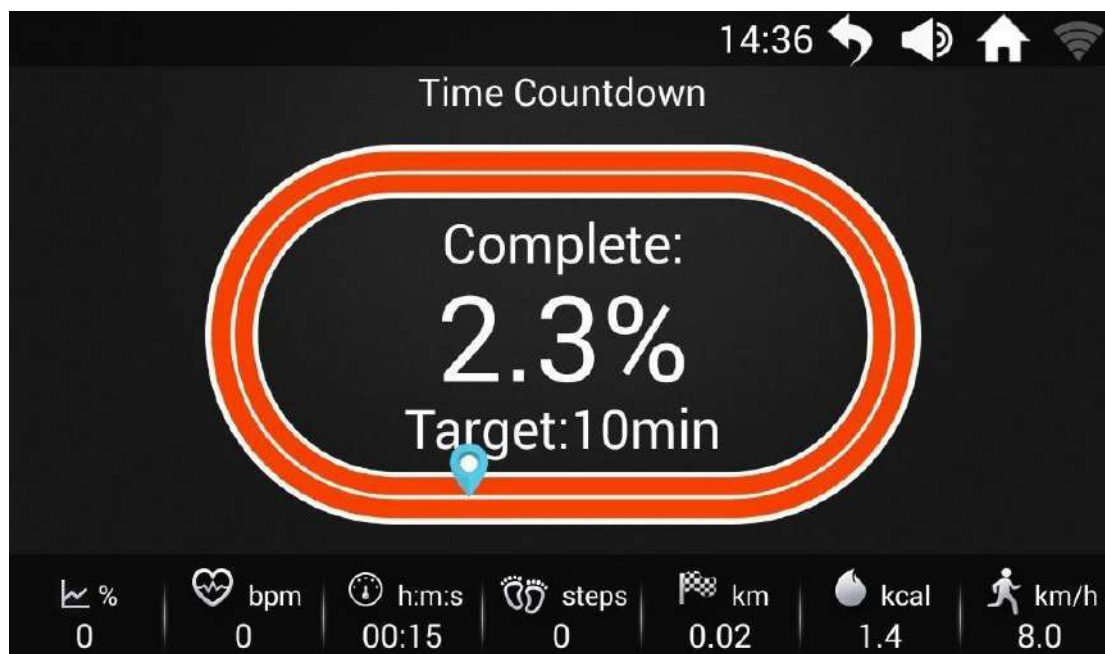 14:36
Time Countdown
Complete:
2.3%
Target:10min
% bpm h:m:s steps km kcal km/h
0 0 00:15 0 0.02 1.4 8.0